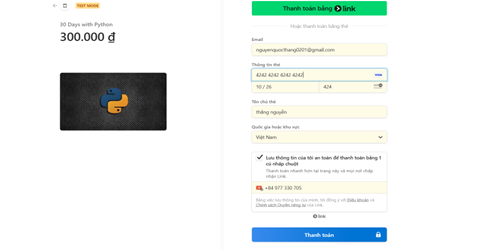 TEST MODE
30 Days with Python
300.000 ₫
Thanh toán bằng link
Hoặc thanh toán bằng thẻ
Email
nguyenquocthang0201@gmail.com
Thông tin thẻ
4242 4242 4242 4242
VISA
10 / 26
424
Tên chủ thẻ
thắng nguyễn
Quốc gia hoặc khu vực
Việt Nam
Lưu thông tin của tôi an toàn để thanh toán bằng 1
cú nhấp chuột
Thanh toán nhanh hơn tại trang này và mọi nơi chấp
nhận Link.
+84 977 330 705
Bằng việc lưu thông tin của mình, tôi đồng ý với Điều khoản và
Chính sách Quyền riêng tư của Link.
link
Thanh toán